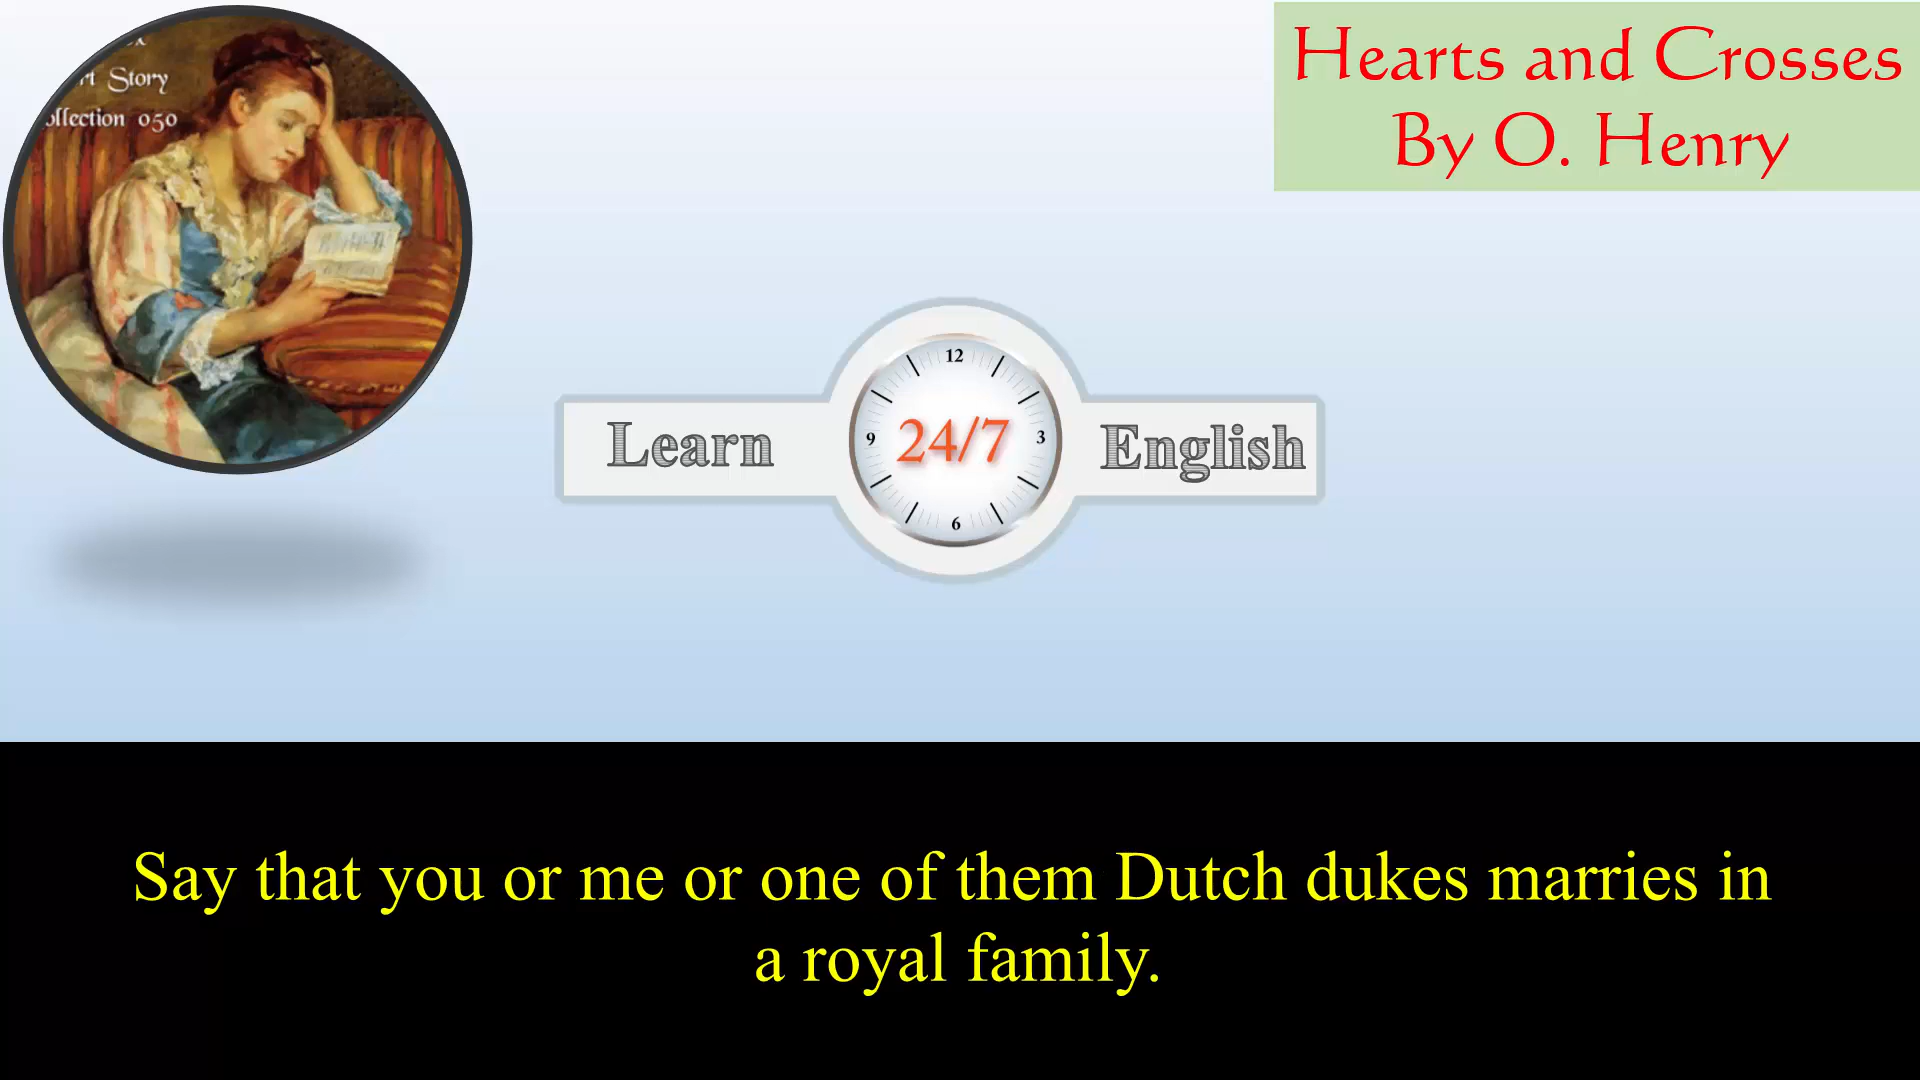 Story
ollection 050
Hearts and Crosses
By O. Henry
12
9
3
6
Learn 24/7 English
Say that you or me or one of them Dutch dukes marries in
a royal family.